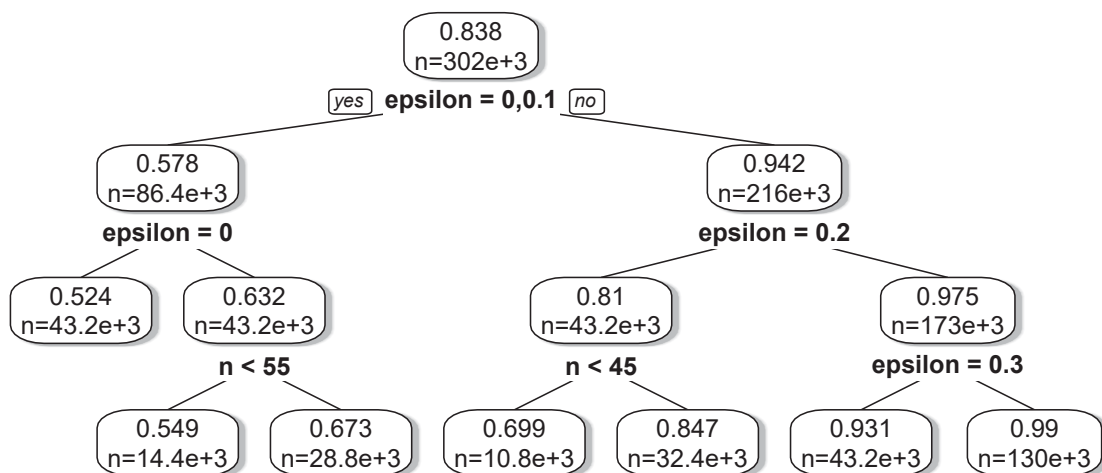 0.838
n=302e+3
yes epsilon = 0,0.1 no
0.578
n=86.4e+3
0.942
n=216e+3
epsilon = 0
epsilon = 0.2
0.524
n=43.2e+3
0.632
n=43.2e+3
0.81
n=43.2e+3
0.975
n=173e+3
n < 55
n < 45
epsilon = 0.3
0.549
n=14.4e+3
0.673
n=28.8e+3
0.699
n=10.8e+3
0.847
n=32.4e+3
0.931
n=43.2e+3
0.99
n=130e+3